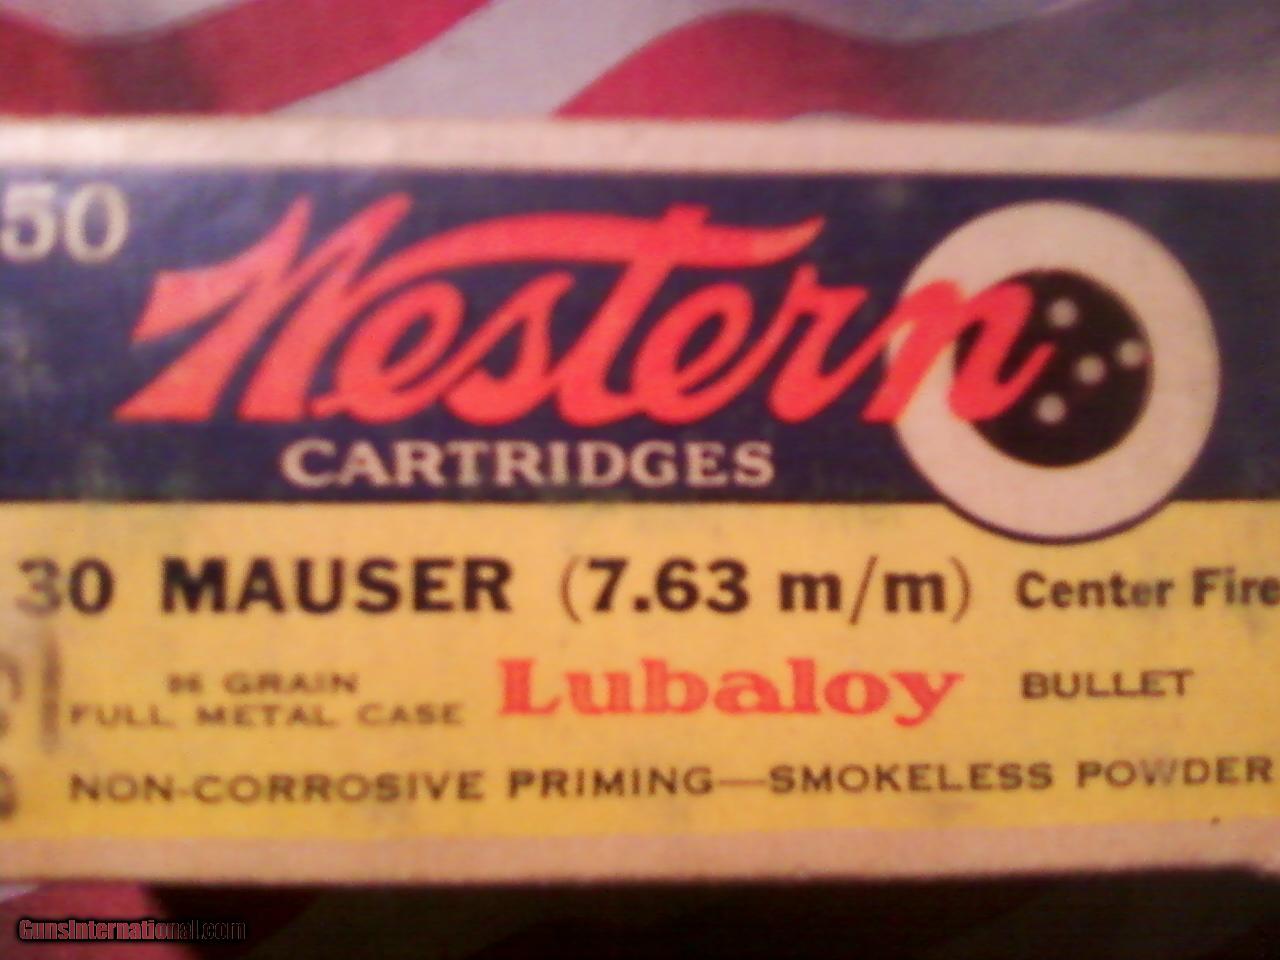 50
Western
CARTRIDGES
30 MAUSER (7.63 m/m) Center Fire
86 GRAIN
FULL METAL CASE Lubaloy BULLET
NON-CORROSIVE PRIMING—SMOKELESS POWDER
GunsInternational.com